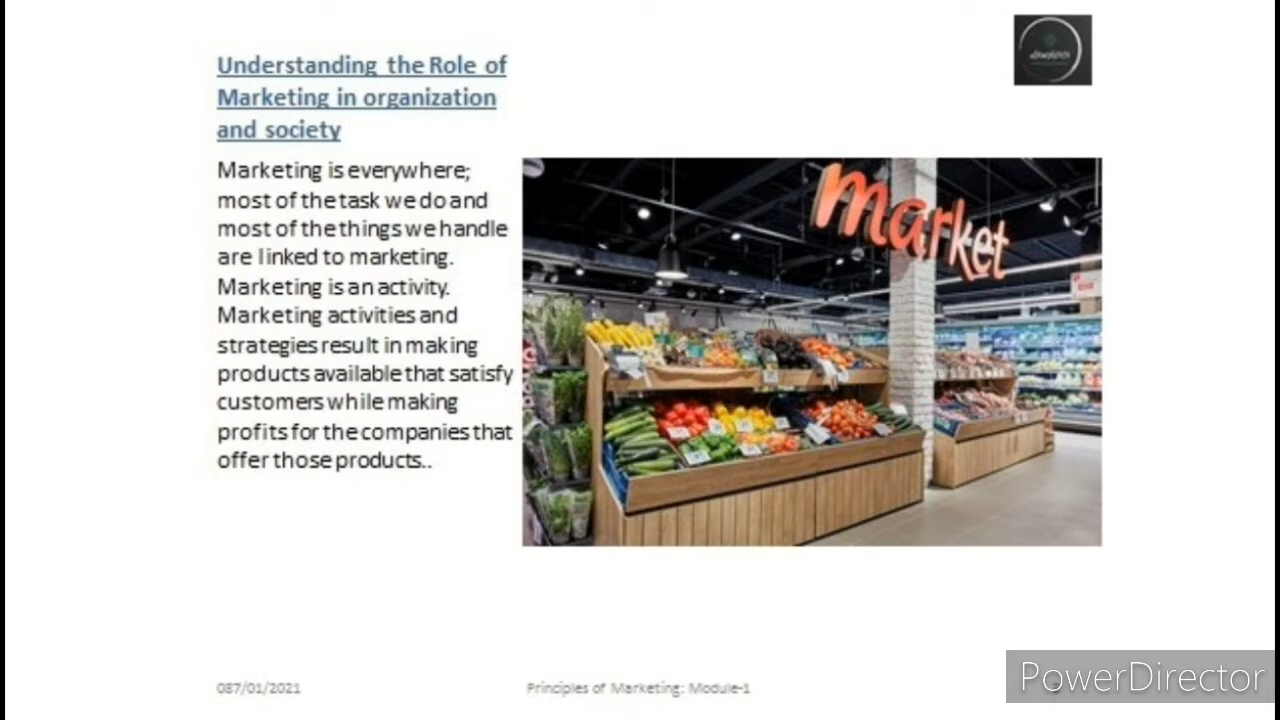 Understanding the Role of
Marketing in organization
and society
Marketing is everywhere;
most of the task we do and
most of the things we handle
are linked to marketing.
Marketing is an activity.
Marketing activities and
strategies result in making
products available that satisfy
customers while making
profits for the companies that
offer those products..
market
087/01/2021
Principles of Marketing: Module-1
PowerDirector